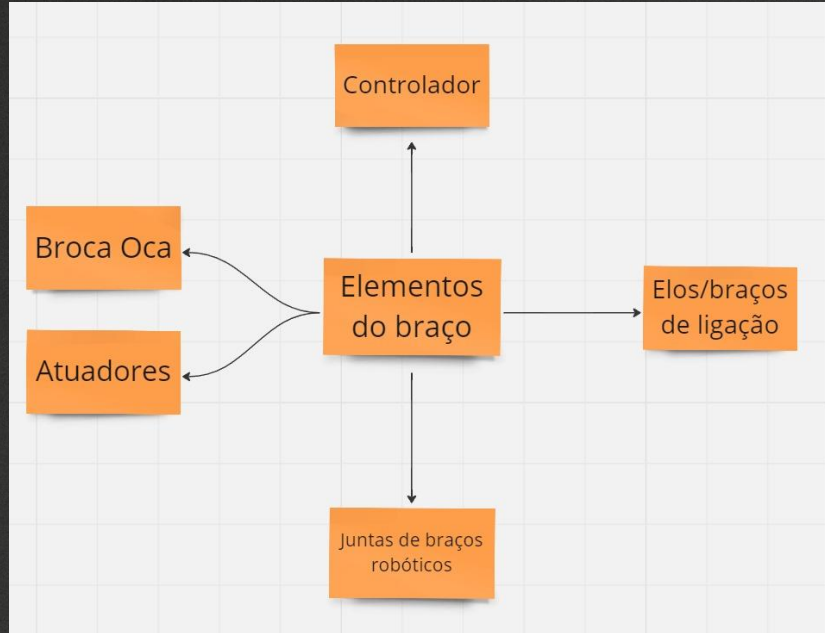 Controlador
Broca Oca
Elementos
do braço
Elos/braços
de ligação
Atuadores
Juntas de braços
robóticos